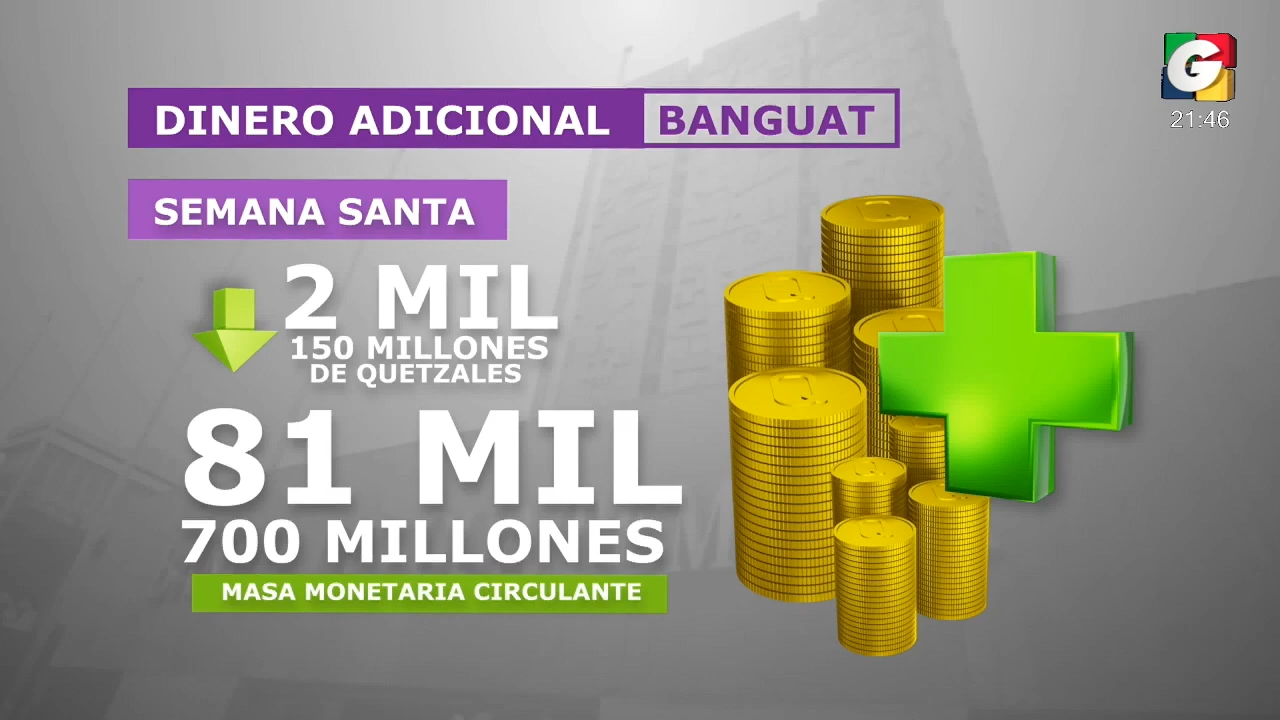 DINERO ADICIONAL BANGUAT
G
21:46
SEMANA SANTA
2 MIL
150 MILLONES
DE QUETZALES
81 MIL
700 MILLONES
MASA MONETARIA CIRCULANTE
Q
Q
Q